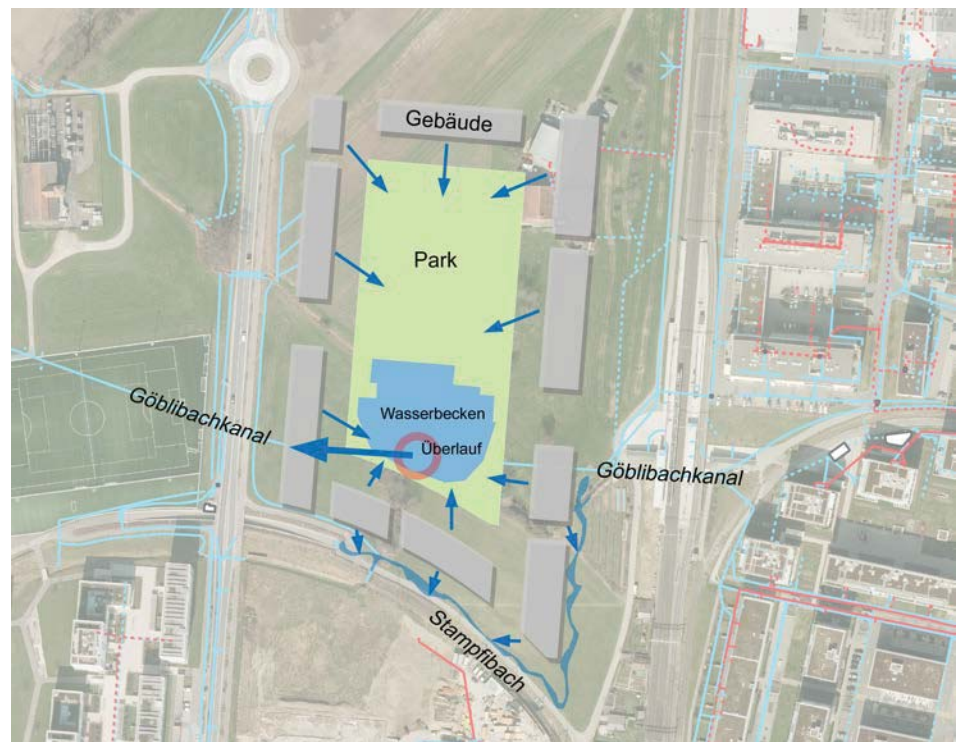 Gebäude
Park
Wasserbecken
Überlauf
Göblibachkanal
Göblibachkanal
Stampfibach